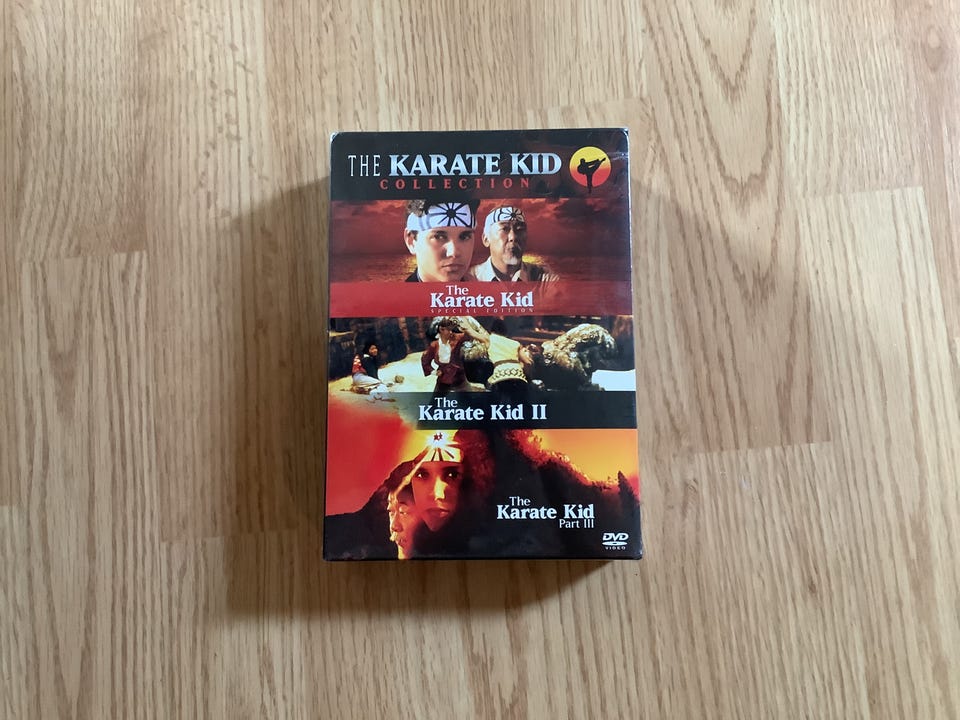 THE KARATE KID
COLLECTION
The
Karate Kid
SPECIAL EDITION
The
Karate Kid II
The
Karate Kid
Part III
DVD
VIDEO